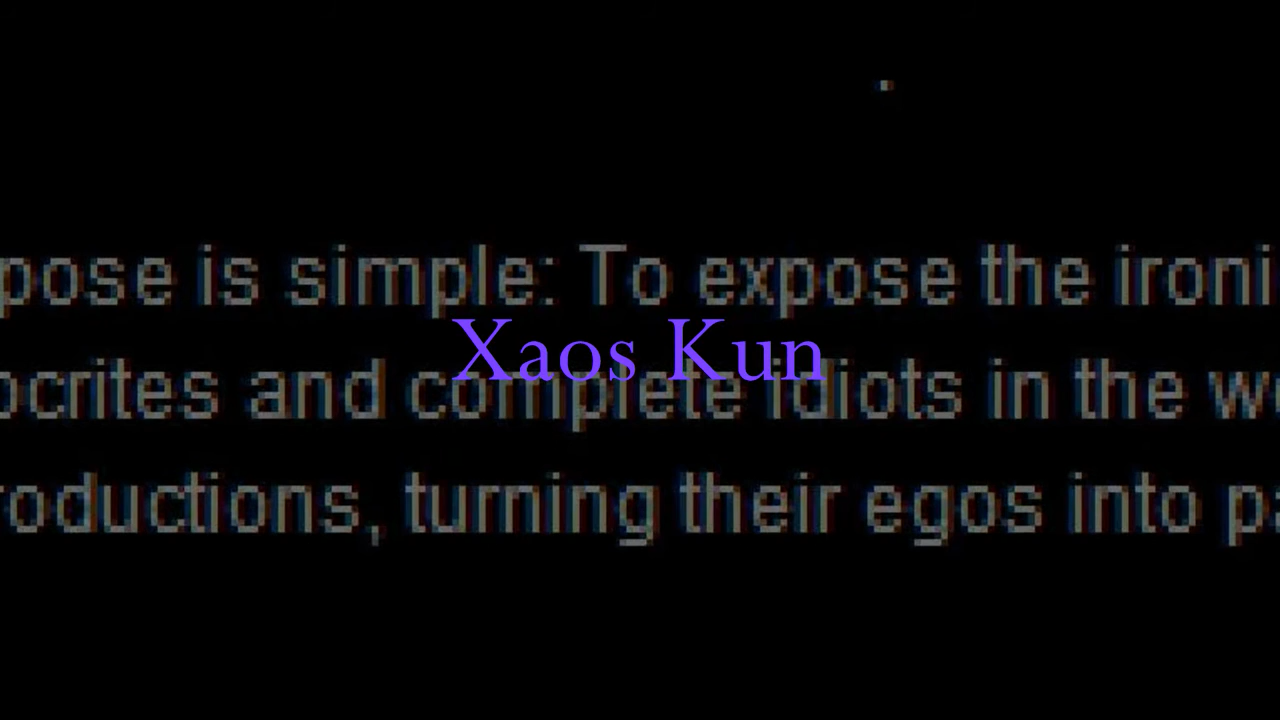 pose is simple: To expose the ironi
Xaos Kun
ocrites and complete idiots in the w
roductions, turning their egos into p